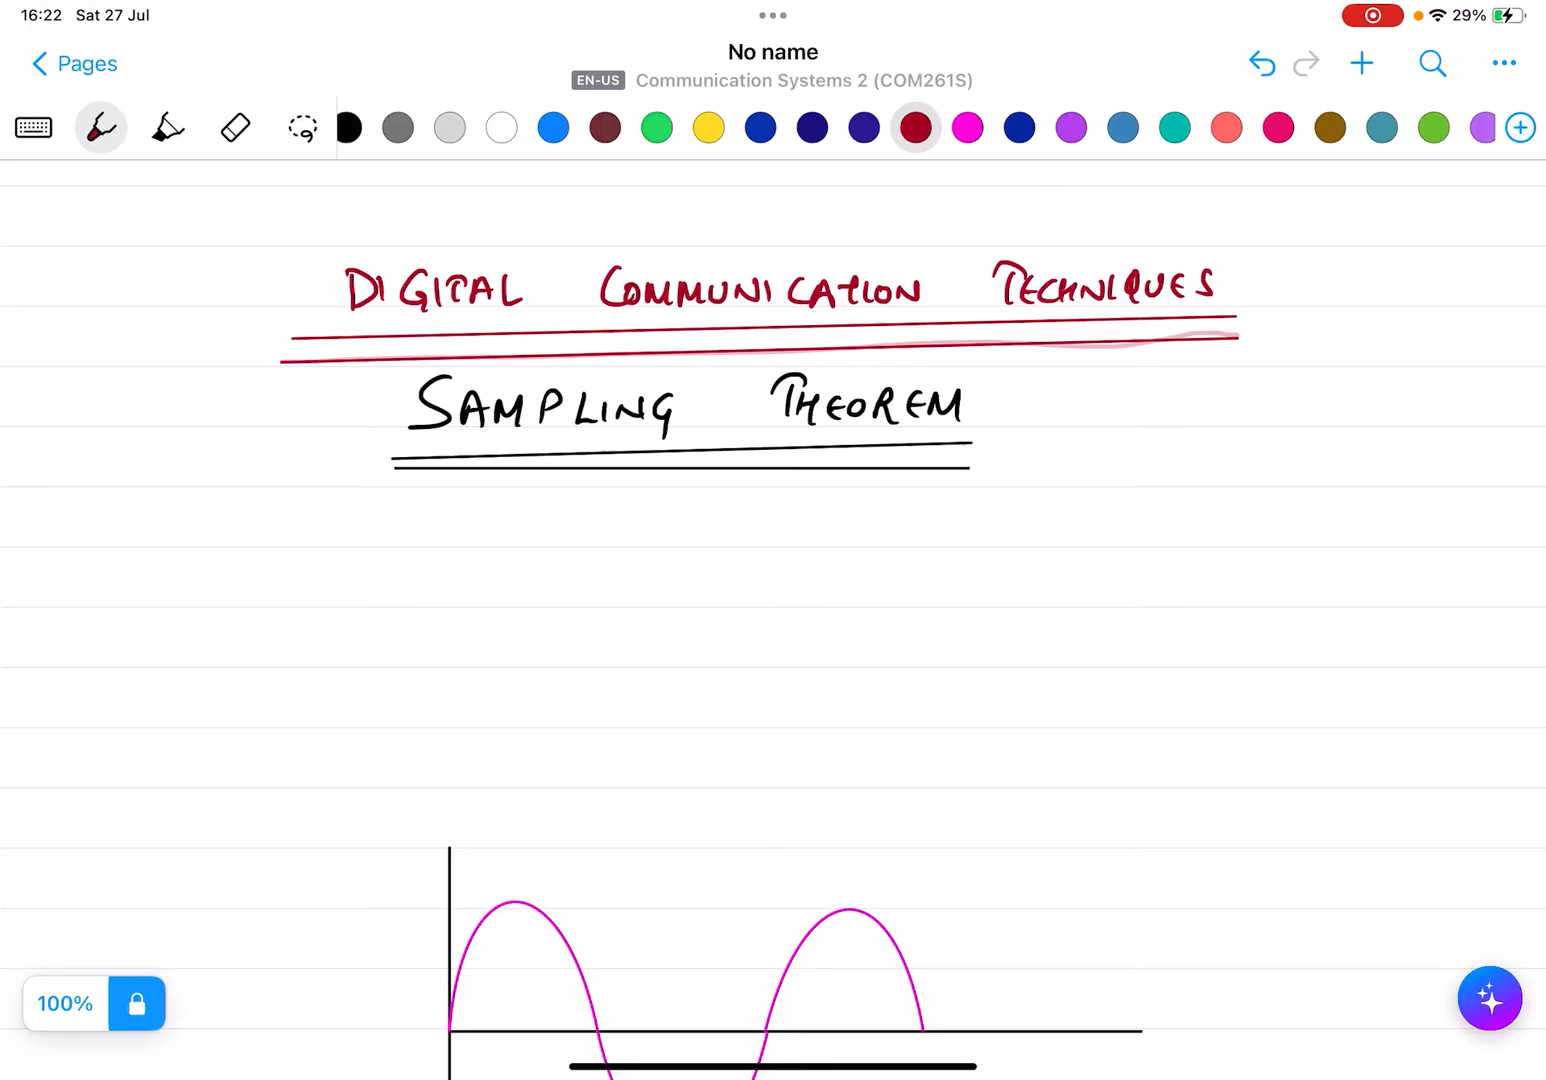 16:22 Sat 27 Jul
29%
Pages
No name
EN-US Communication Systems 2 (COM261S)
DIGITAL COMMUNICATION TECHNIQUES
SAMPLING THEOREM
100%